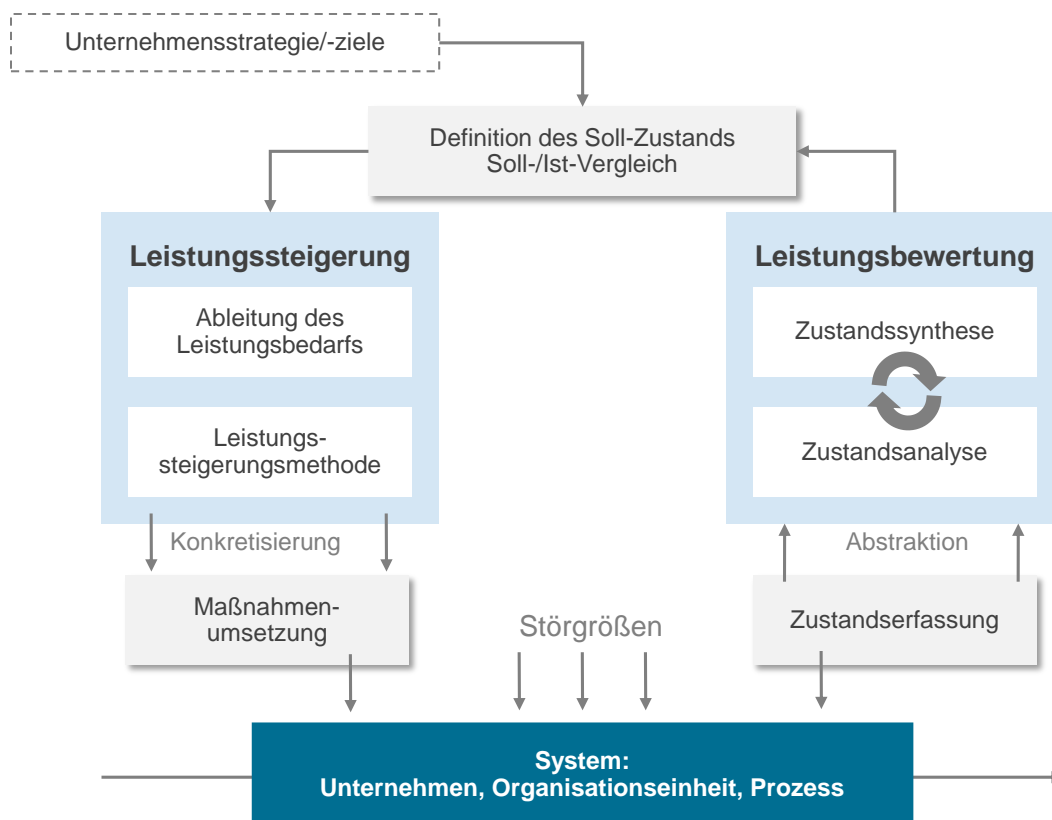 Unternehmensstrategie/-ziele
Definition des Soll-Zustands
Soll-/Ist-Vergleich
Leistungssteigerung
Ableitung des
Leistungsbedarfs
Leistungs-
steigerungsmethode
Konkretisierung
Maßnahmen-
umsetzung
Störgrößen
Leistungsbewertung
Zustandssynthese
Zustandsanalyse
Abstraktion
Zustandserfassung
System:
Unternehmen, Organisationseinheit, Prozess